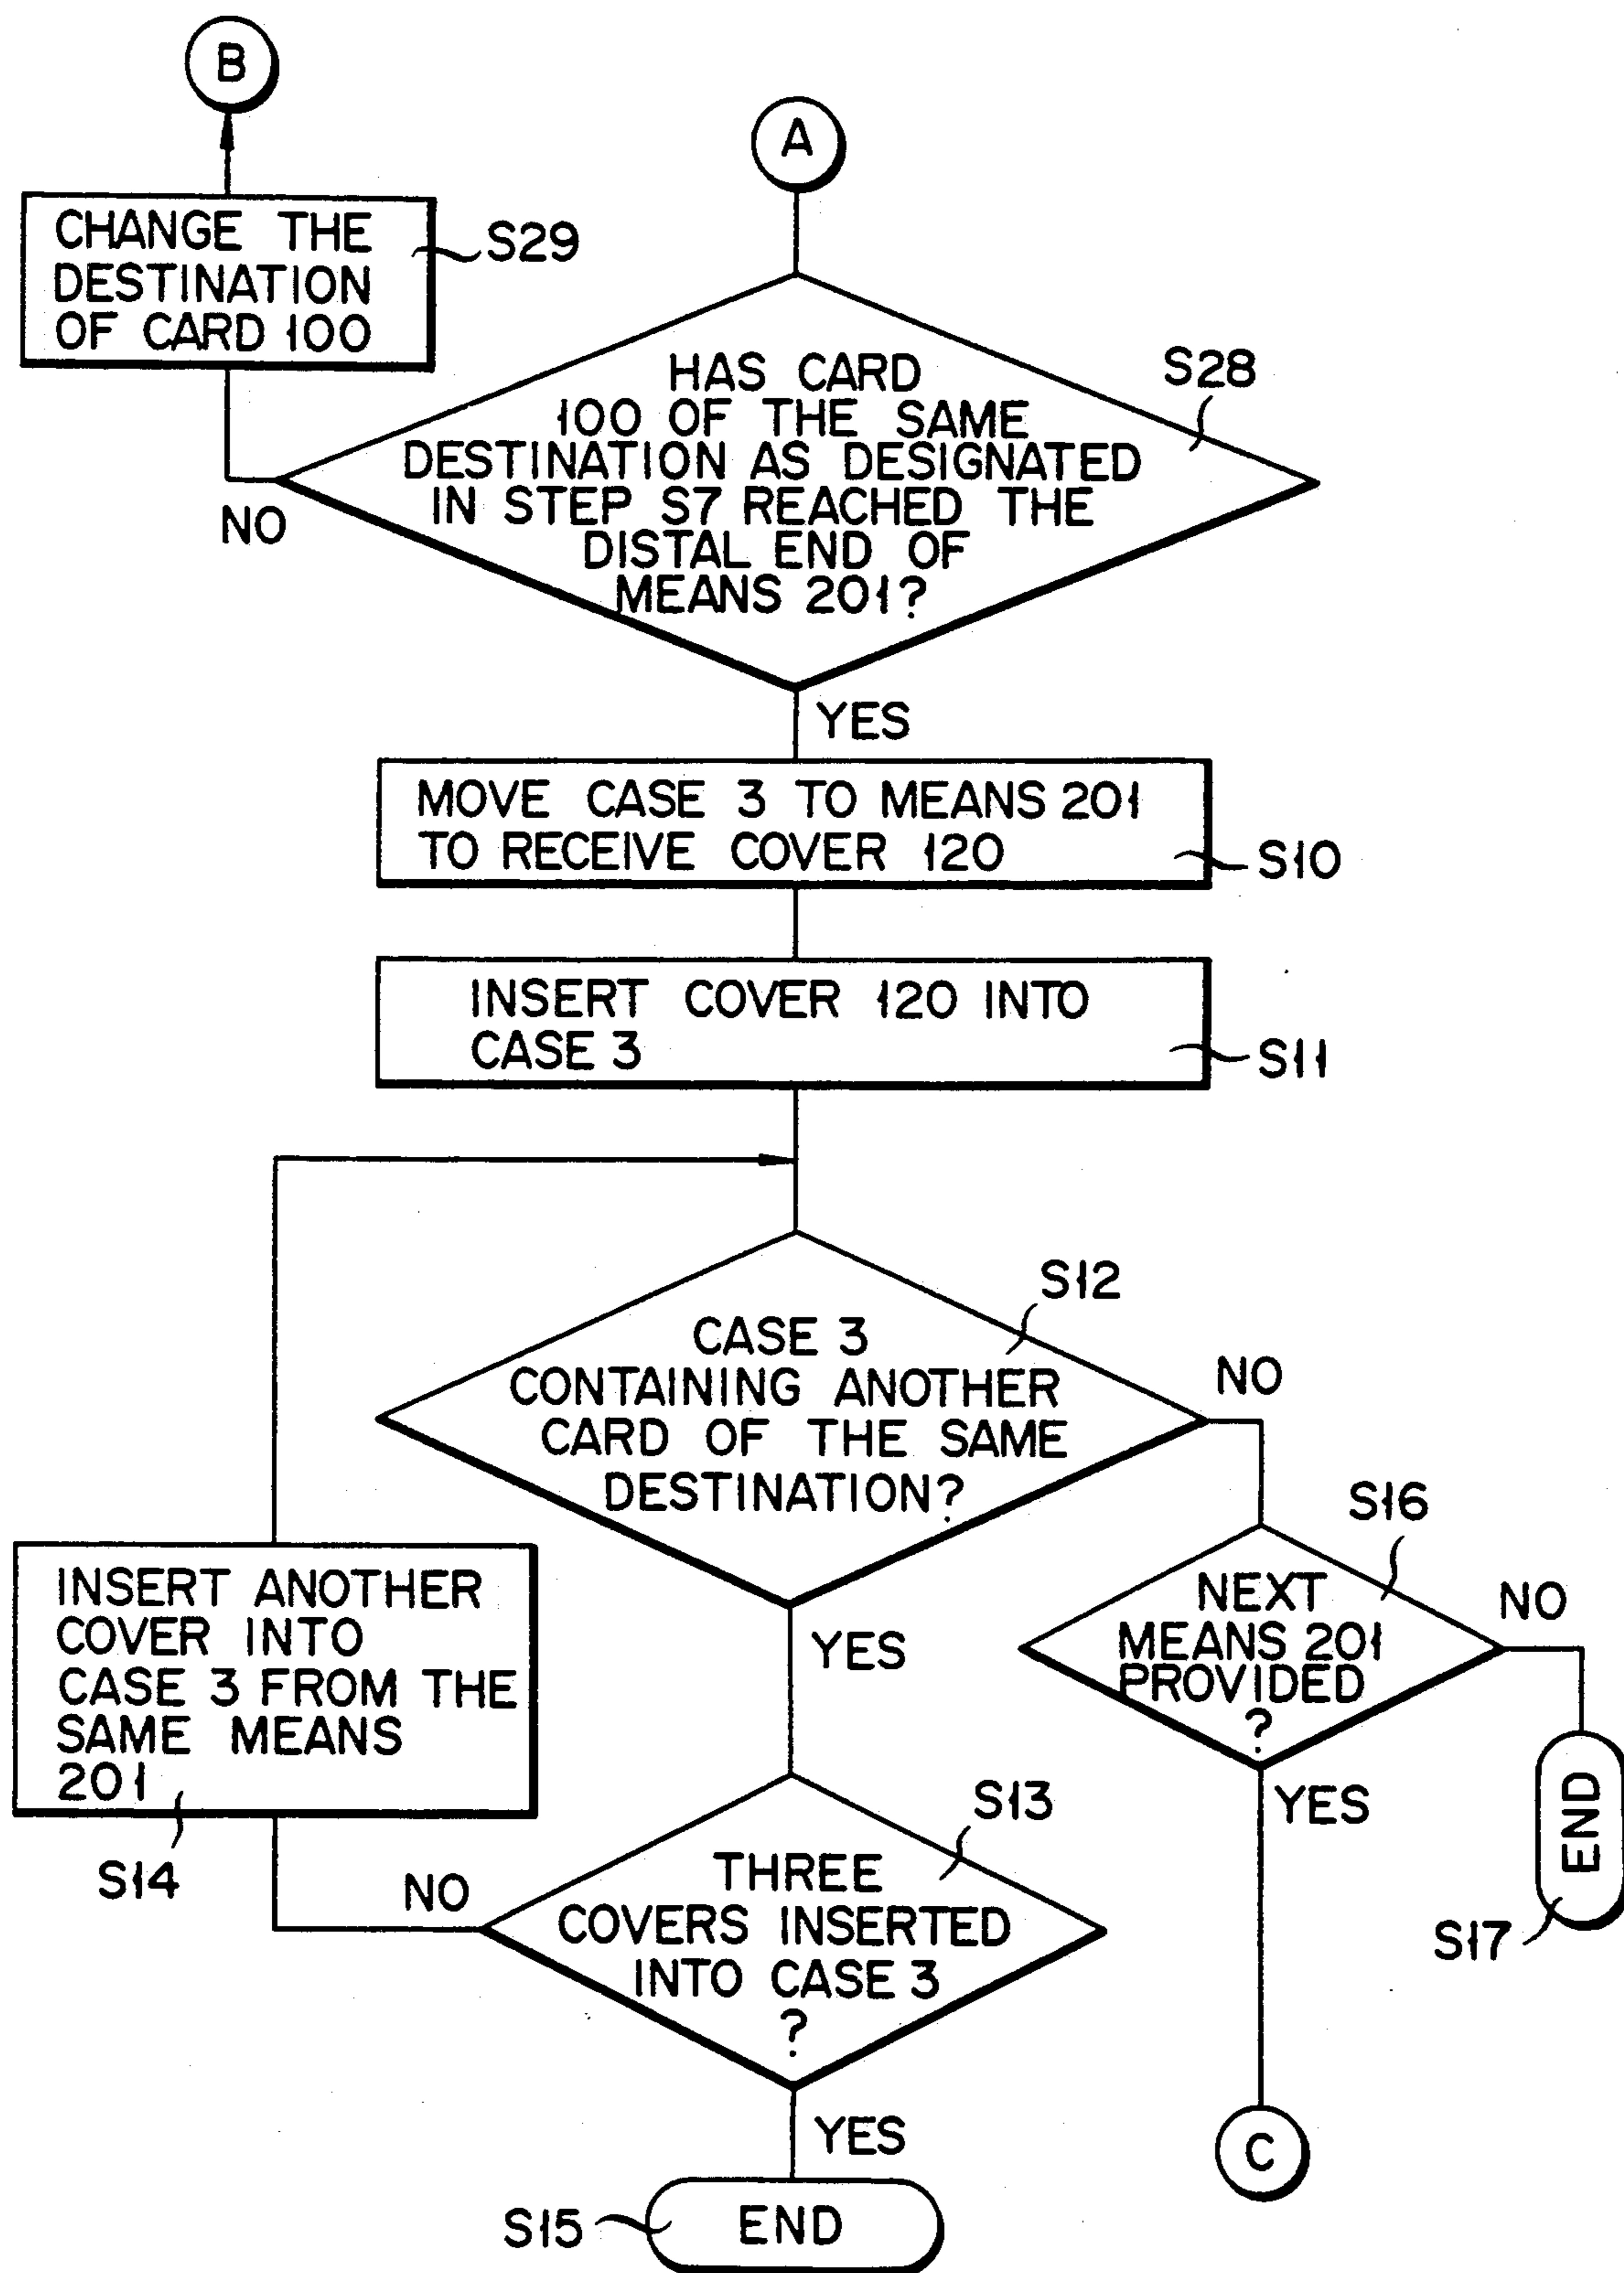 B
A
CHANGE THE
DESTINATION
OF CARD 100
S29
HAS CARD
100 OF THE SAME
DESTINATION AS DESIGNATED
IN STEP S7 REACHED THE
DISTAL END OF
MEANS 201?
S28
NO
YES
MOVE CASE 3 TO MEANS 201
TO RECEIVE COVER 120
S10
INSERT COVER 120 INTO
CASE 3
S11
CASE 3
CONTAINING ANOTHER
CARD OF THE SAME
DESTINATION?
S12
NO
YES
NEXT
MEANS 201
PROVIDED
?
S16
NO
YES
END
S17
INSERT ANOTHER
COVER INTO
CASE 3 FROM THE
SAME MEANS
201
S14
THREE
COVERS INSERTED
INTO CASE 3
?
S13
NO
YES
C
S15
END